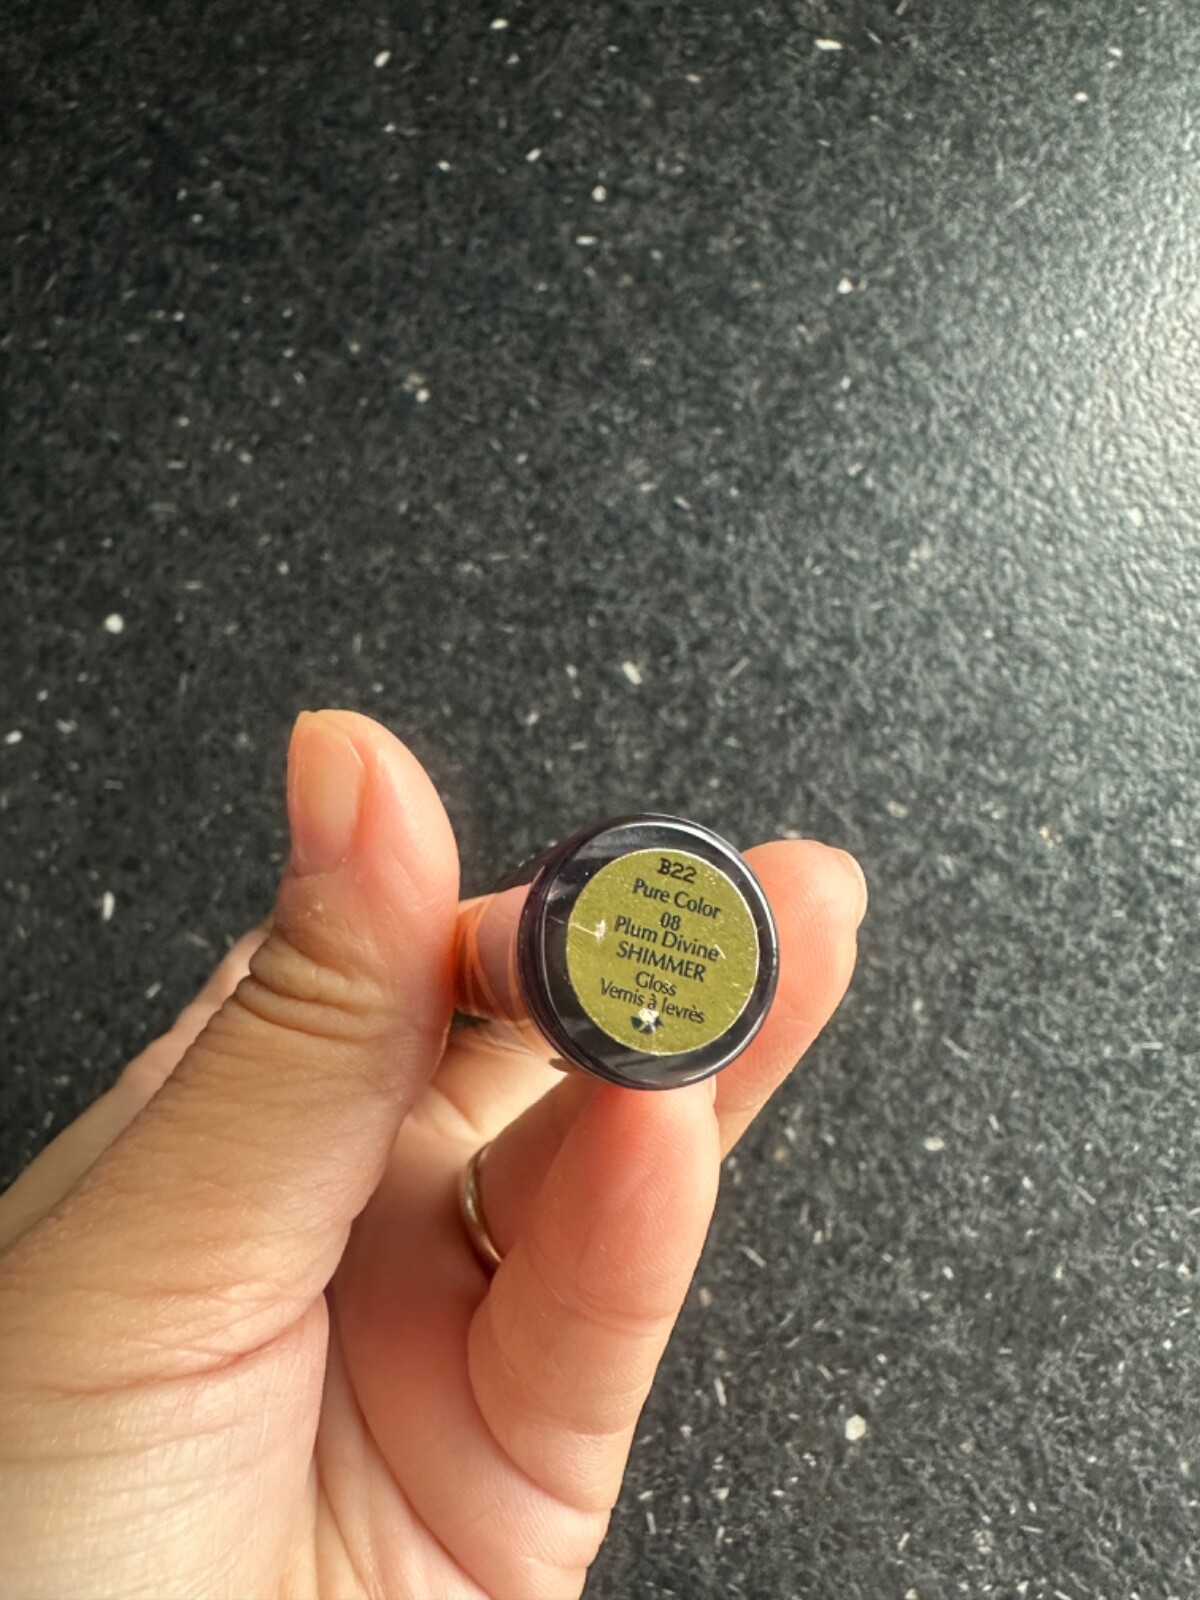 B22
Pure Color
08
Plum Divine
SHIMMER
Gloss
Vernis à levrès